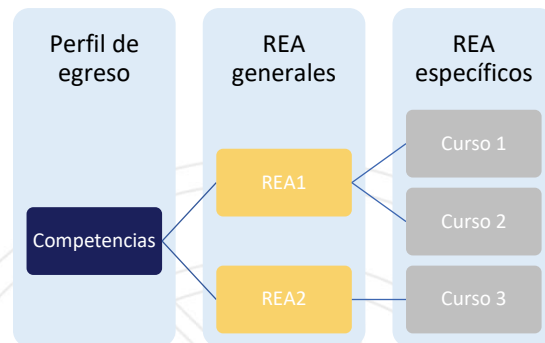 Perfil de
egreso
REA
generales
REA
específicos
Competencias
REA1
REA2
Curso 1
Curso 2
Curso 3